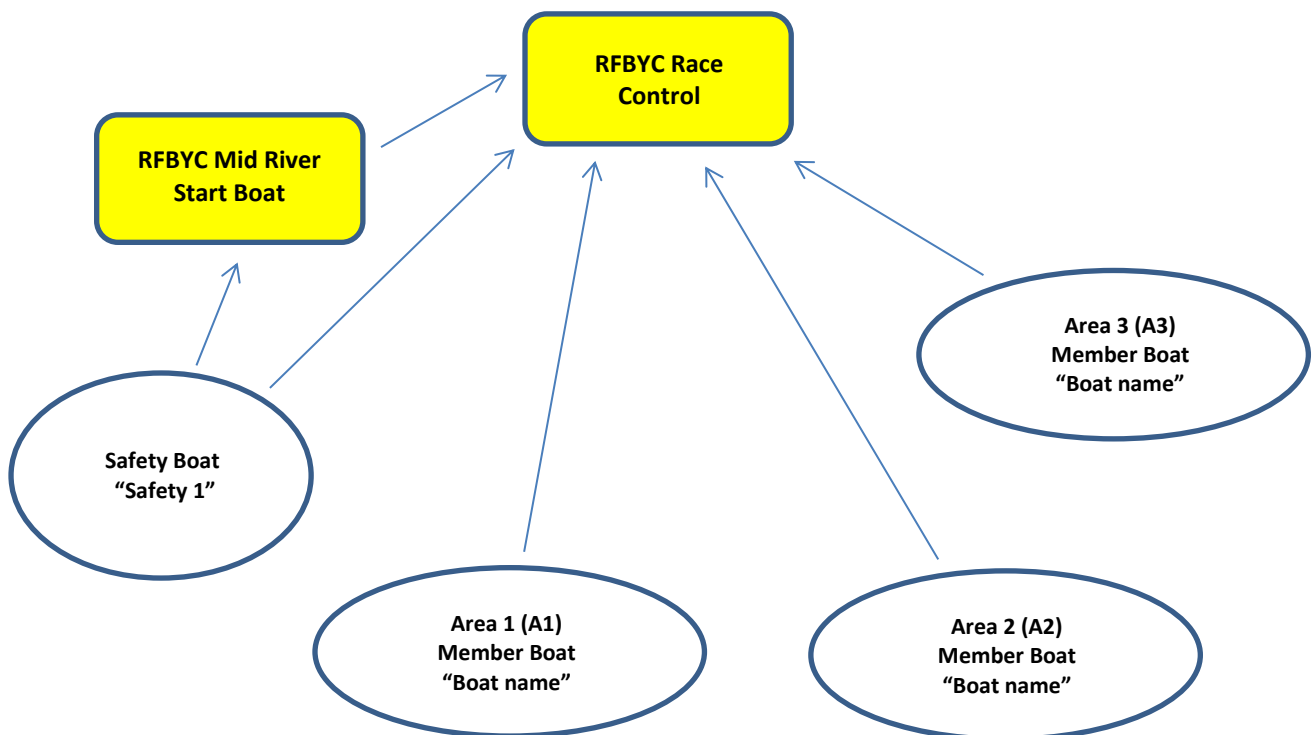 RFBYC Race
Control
RFBYC Mid River
Start Boat
Area 3 (A3)
Member Boat
“Boat name”
Safety Boat
“Safety 1”
Area 1 (A1)
Member Boat
“Boat name”
Area 2 (A2)
Member Boat
“Boat name”